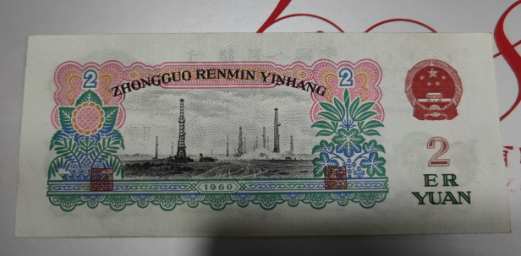 2
2
ZHONGGUO RENMIN YINHANG
1960
2
ER
YUAN